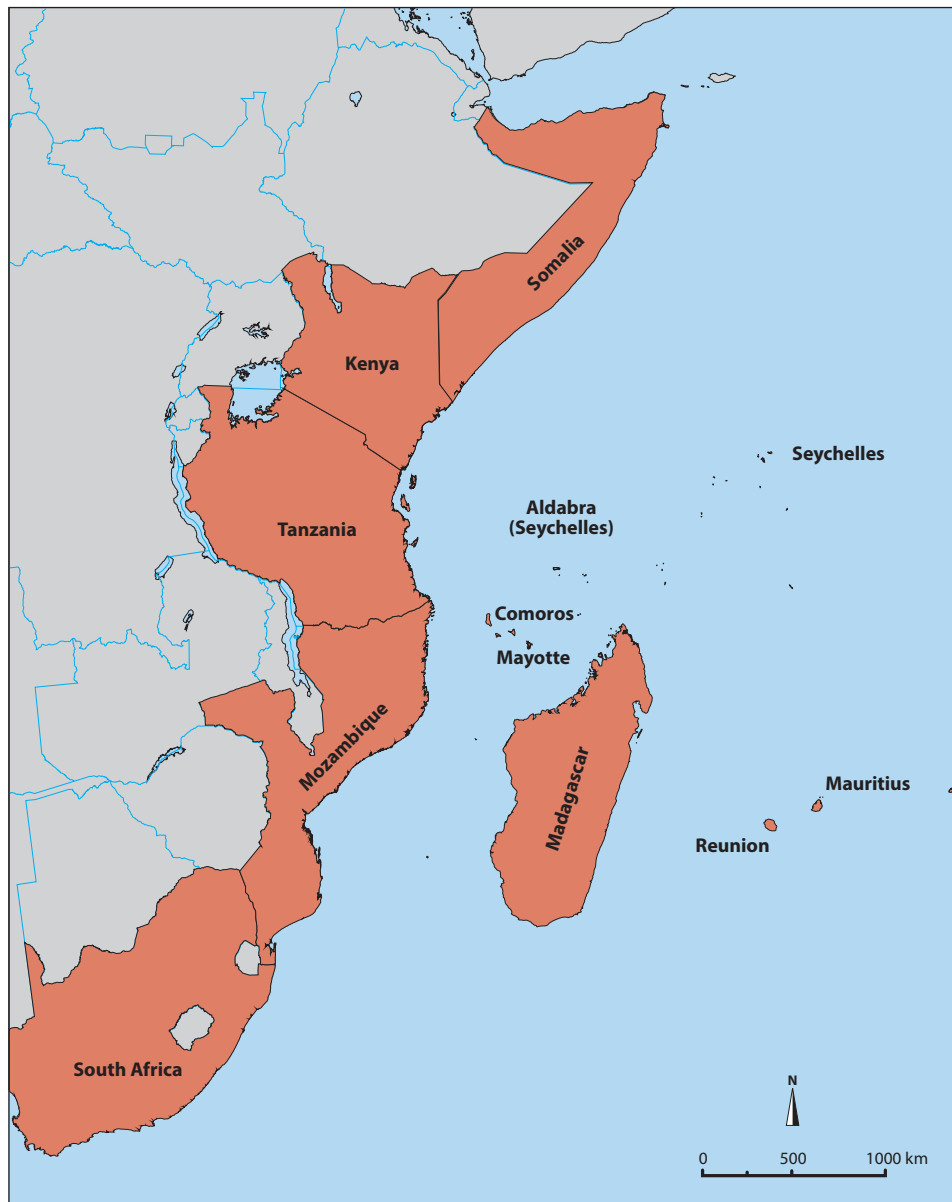 Somalia
Kenya
Seychelles
Aldabra
(Seychelles)
Tanzania
Comoros
Mayotte
Mozambique
Madagascar
Mauritius
Reunion
South Africa
N
0 500 1000 km